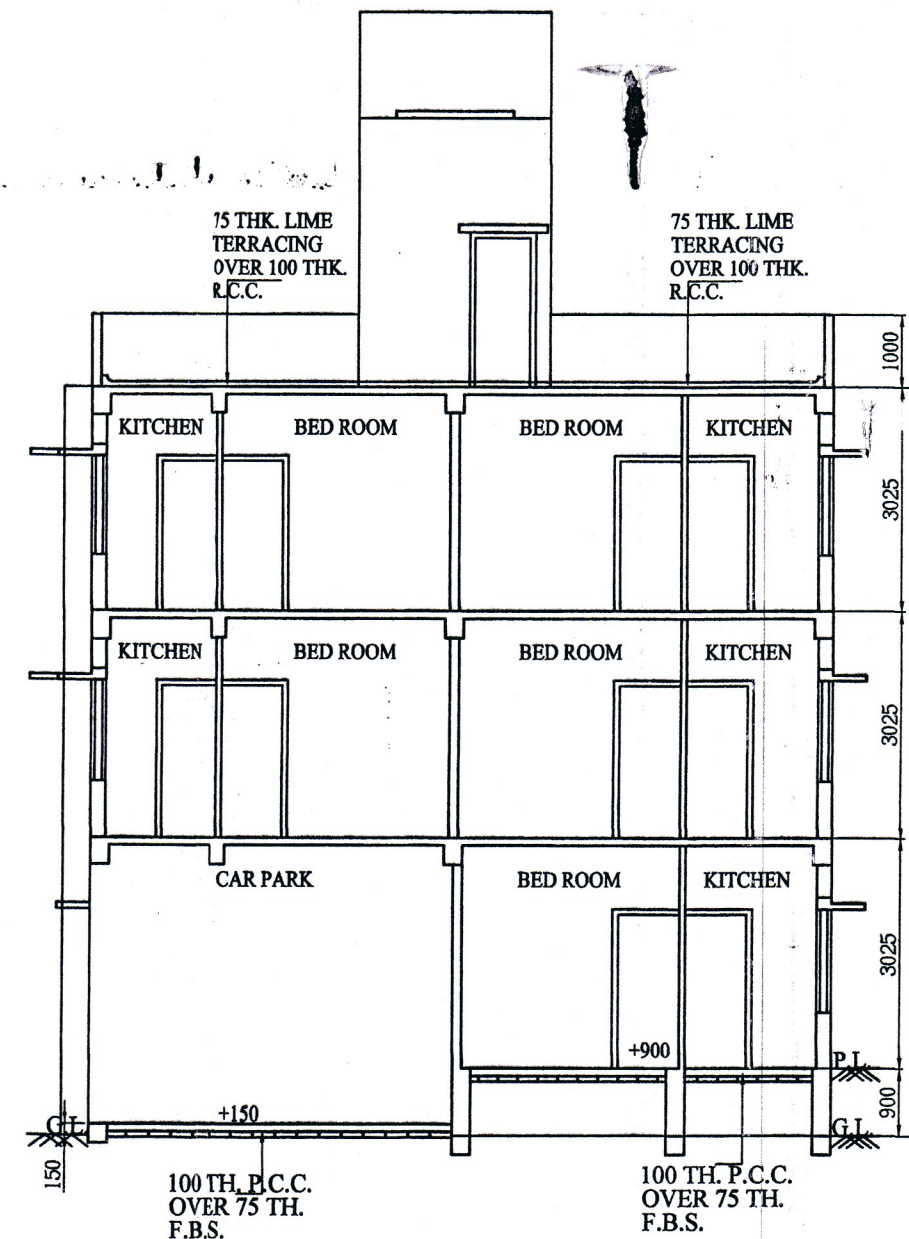 75 THK. LIME
TERRACING
OVER 100 THK.
R.C.C.
75 THK. LIME
TERRACING
OVER 100 THK.
R.C.C.
1000
KITCHEN
BED ROOM
BED ROOM
KITCHEN
3025
KITCHEN
BED ROOM
BED ROOM
KITCHEN
3025
CAR PARK
BED ROOM
KITCHEN
3025
+900
P.L.
900
+150
G.L.
G.L.
150
100 TH. P.C.C.
OVER 75 TH.
F.B.S.
100 TH. P.C.C.
OVER 75 TH.
F.B.S.